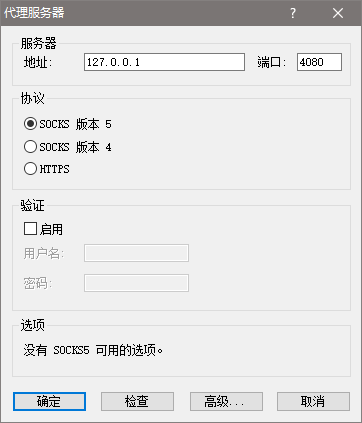 代理服务器
服务器
地址: 127.0.0.1 端口: 4080
协议
SOCKS 版本 5
SOCKS 版本 4
HTTPS
验证
启用
用户名:
密码:
选项
没有 SOCKS5 可用的选项。
确定 检查 高级... 取消